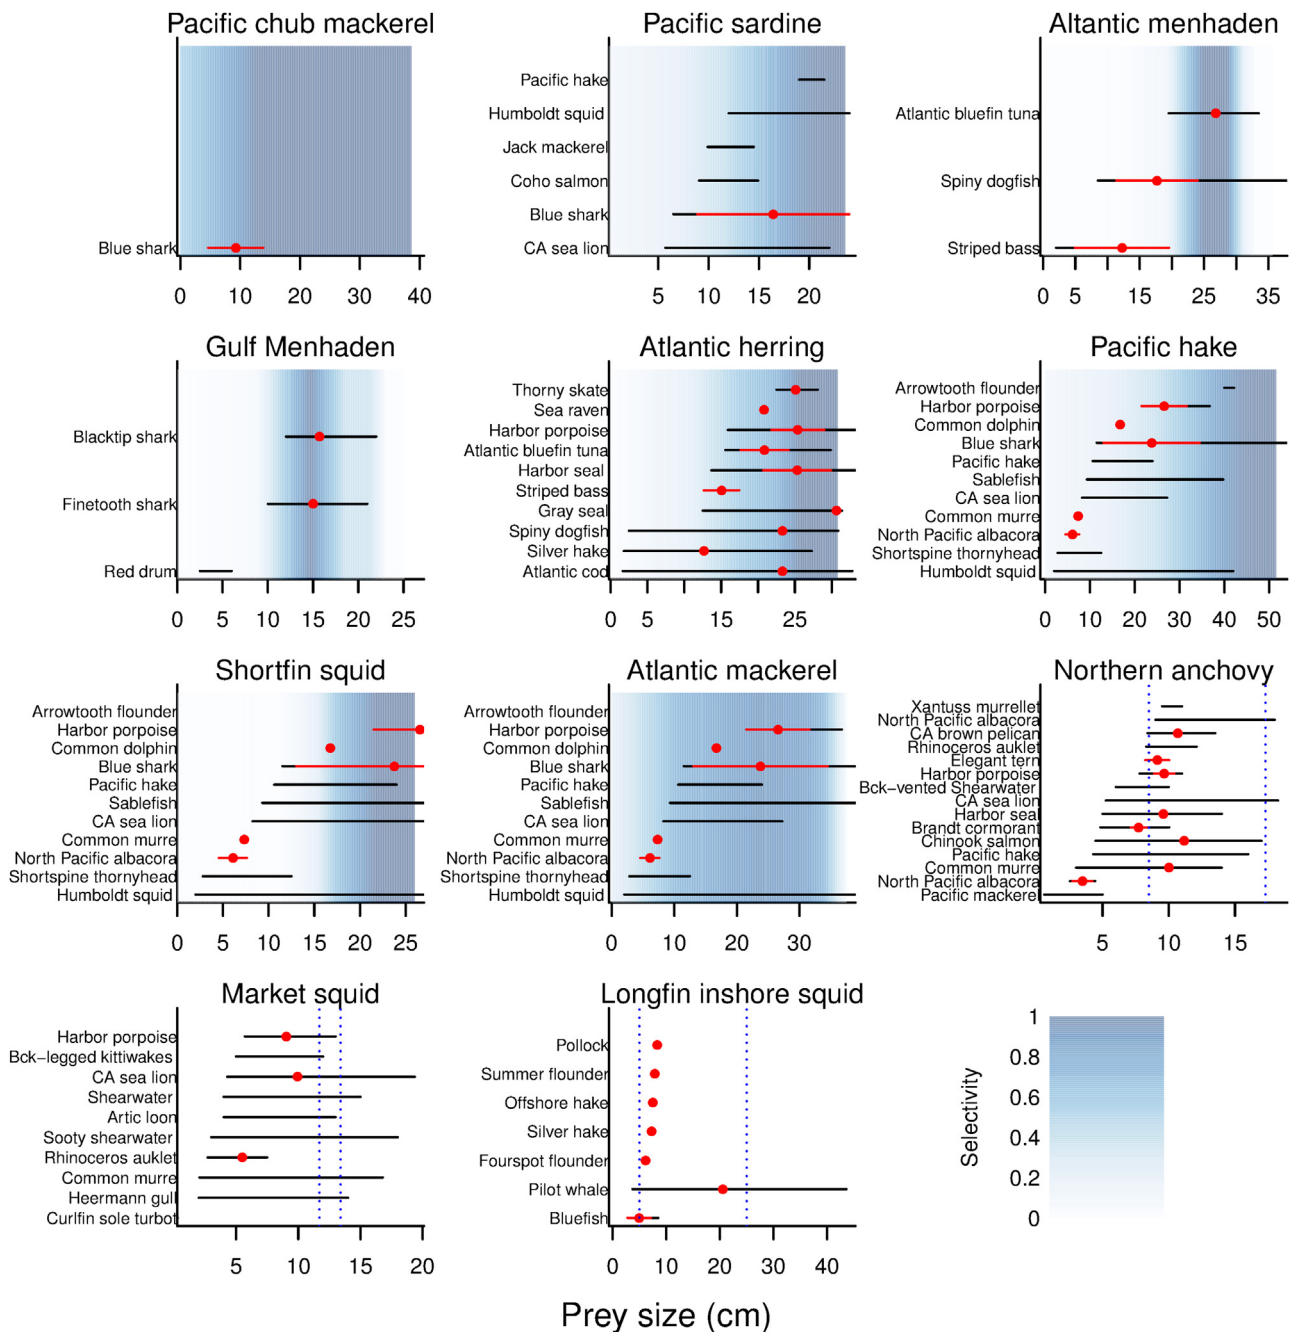 Pacific chub mackerel
Blue shark
0 10 20 30 40
Pacific sardine
Pacific hake
Humboldt squid
Jack mackerel
Coho salmon
Blue shark
CA sea lion
5 10 15 20
Altantic menhaden
Atlantic bluefin tuna
Spiny dogfish
Striped bass
0 5 15 25 35
Gulf Menhaden
Blacktip shark
Finetooth shark
Red drum
0 5 10 15 20 25
Atlantic herring
Thorny skate
Sea raven
Harbor porpoise
Atlantic bluefin tuna
Harbor seal
Striped bass
Gray seal
Spiny dogfish
Silver hake
Atlantic cod
0 5 15 25
Pacific hake
Arrowtooth flounder
Harbor porpoise
Common dolphin
Blue shark
Pacific hake
Sablefish
CA sea lion
Common murre
North Pacific albacora
Shortspine thornyhead
Humboldt squid
0 10 20 30 40 50
Shortfin squid
Arrowtooth flounder
Harbor porpoise
Common dolphin
Blue shark
Pacific hake
Sablefish
CA sea lion
Common murre
North Pacific albacora
Shortspine thornyhead
Humboldt squid
0 5 10 15 20 25
Atlantic mackerel
Arrowtooth flounder
Harbor porpoise
Common dolphin
Blue shark
Pacific hake
Sablefish
CA sea lion
Common murre
North Pacific albacora
Shortspine thornyhead
Humboldt squid
0 10 20 30
Northern anchovy
Xantuss murrellet
North Pacific albacora
CA brown pelican
Rhinoceros auklet
Elegant tern
Harbor porpoise
Bck-vented Shearwater
CA sea lion
Harbor seal
Brandt cormorant
Chinook salmon
Pacific hake
Common murre
North Pacific albacora
Pacific mackerel
5 10 15
Market squid
Harbor porpoise
Bck-legged kittiwakes
CA sea lion
Shearwater
Artic loon
Sooty shearwater
Rhinoceros auklet
Common murre
Heermann gull
Curlfin sole turbot
5 10 15 20
Longfin inshore squid
Pollock
Summer flounder
Offshore hake
Silver hake
Fourspot flounder
Pilot whale
Bluefish
0 10 20 30 40
Selectivity
1
0.8
0.6
0.4
0.2
0
Prey size (cm)